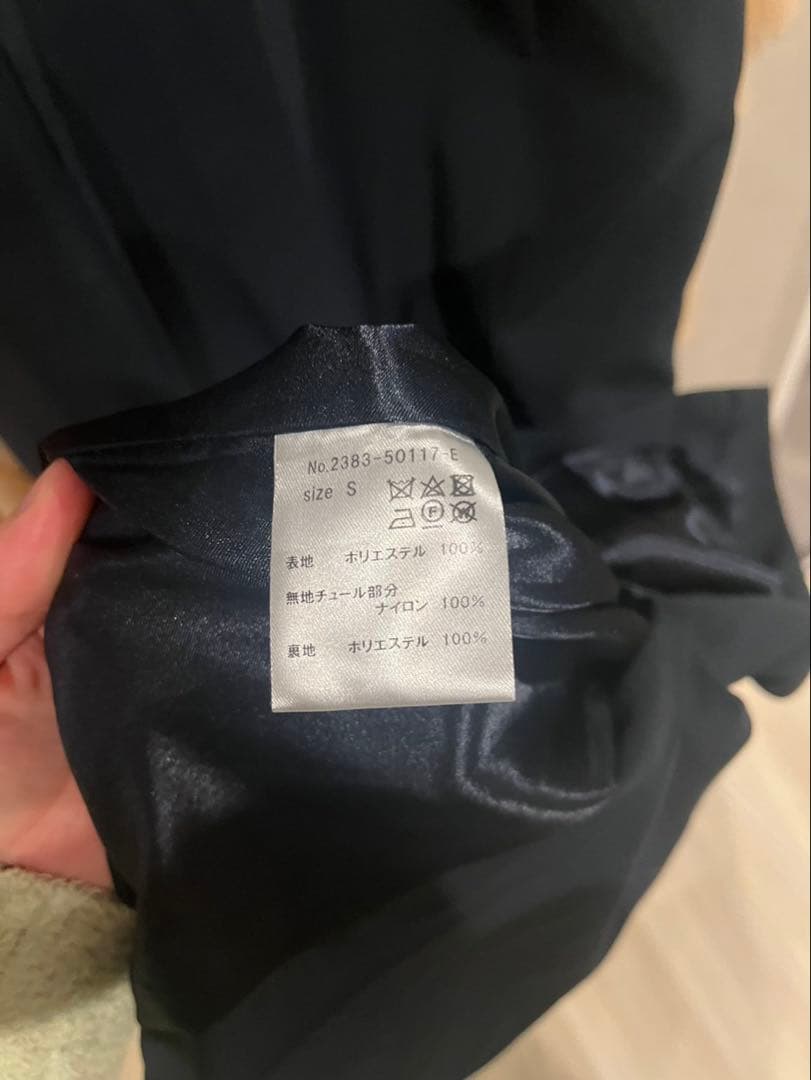 No.2383-50117-E
size S
F W
表地 ポリエステル 100%
無地チュール部分
ナイロン 100%
裏地 ポリエステル 100%